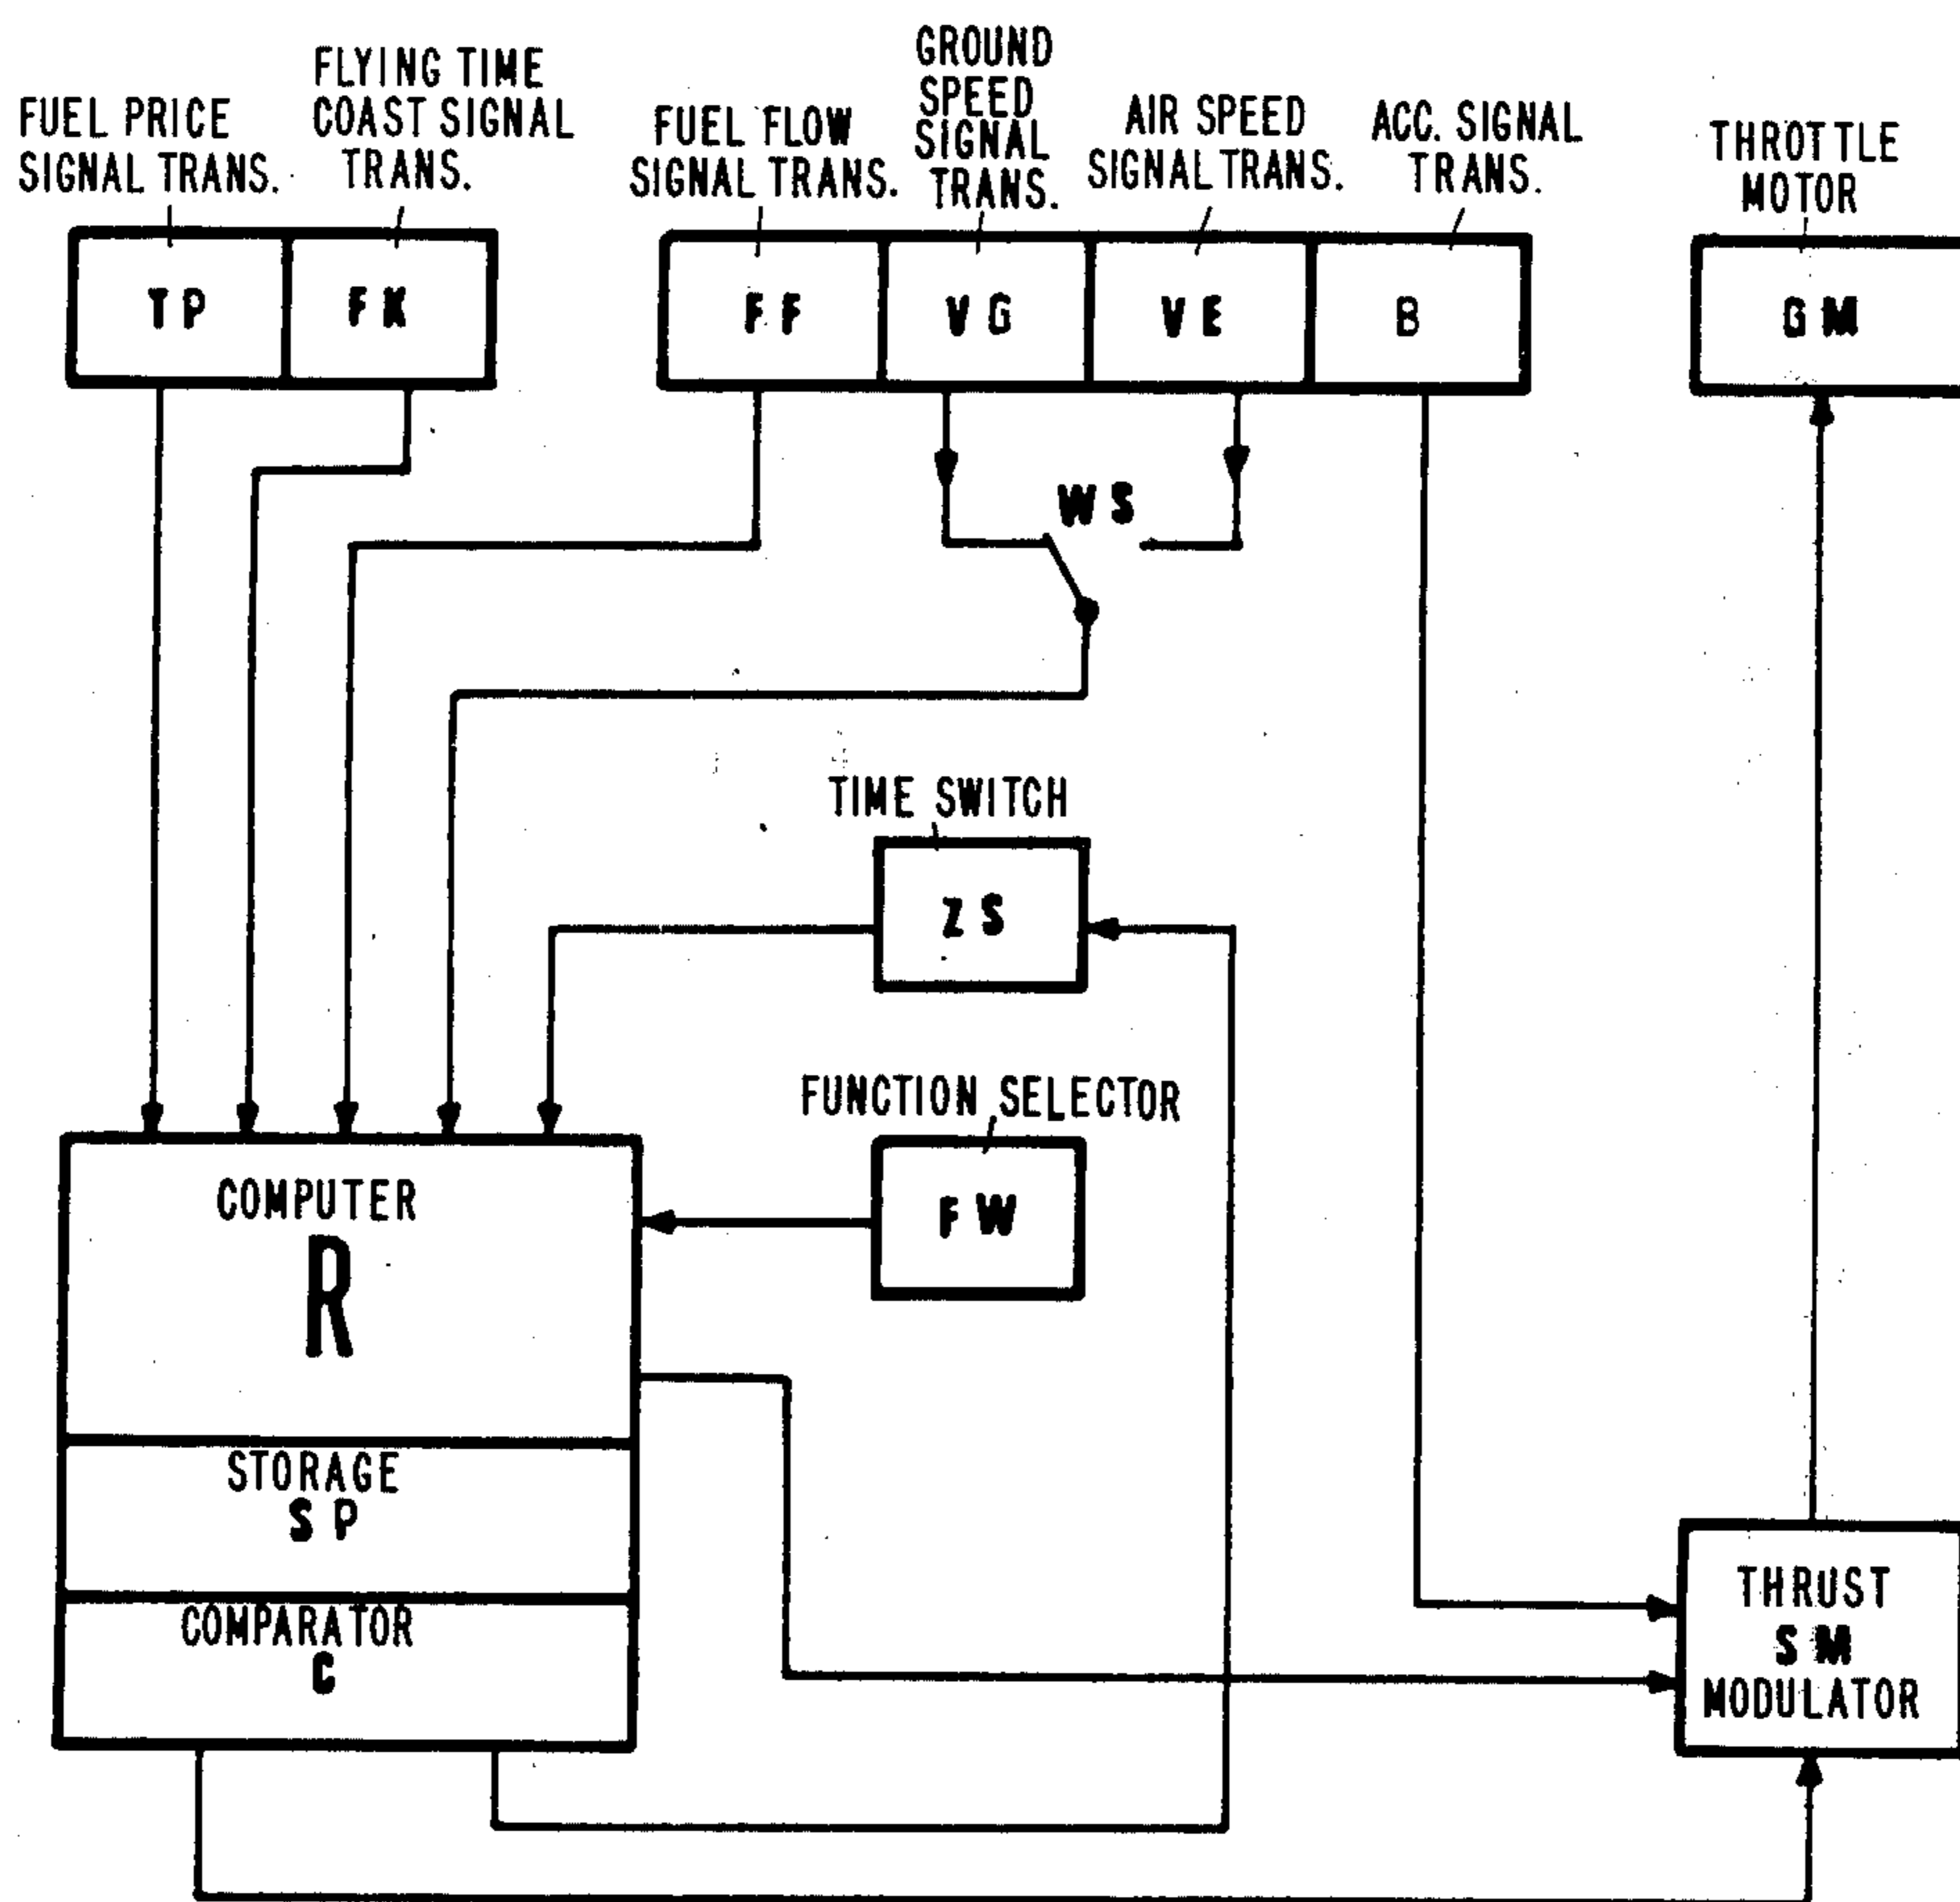 FUEL PRICE
SIGNAL TRANS.
FLYING TIME
COAST SIGNAL
TRANS.
FUEL FLOW
SIGNAL TRANS.
GROUND
SPEED
SIGNAL
TRANS.
AIR SPEED
SIGNAL TRANS.
ACC. SIGNAL
TRANS.
THROTTLE
MOTOR
TP
FK
FF
VG
VE
B
GM
WS
TIME SWITCH
ZS
FUNCTION SELECTOR
FW
COMPUTER
R
STORAGE
SP
COMPARATOR
C
THRUST
SM
MODULATOR